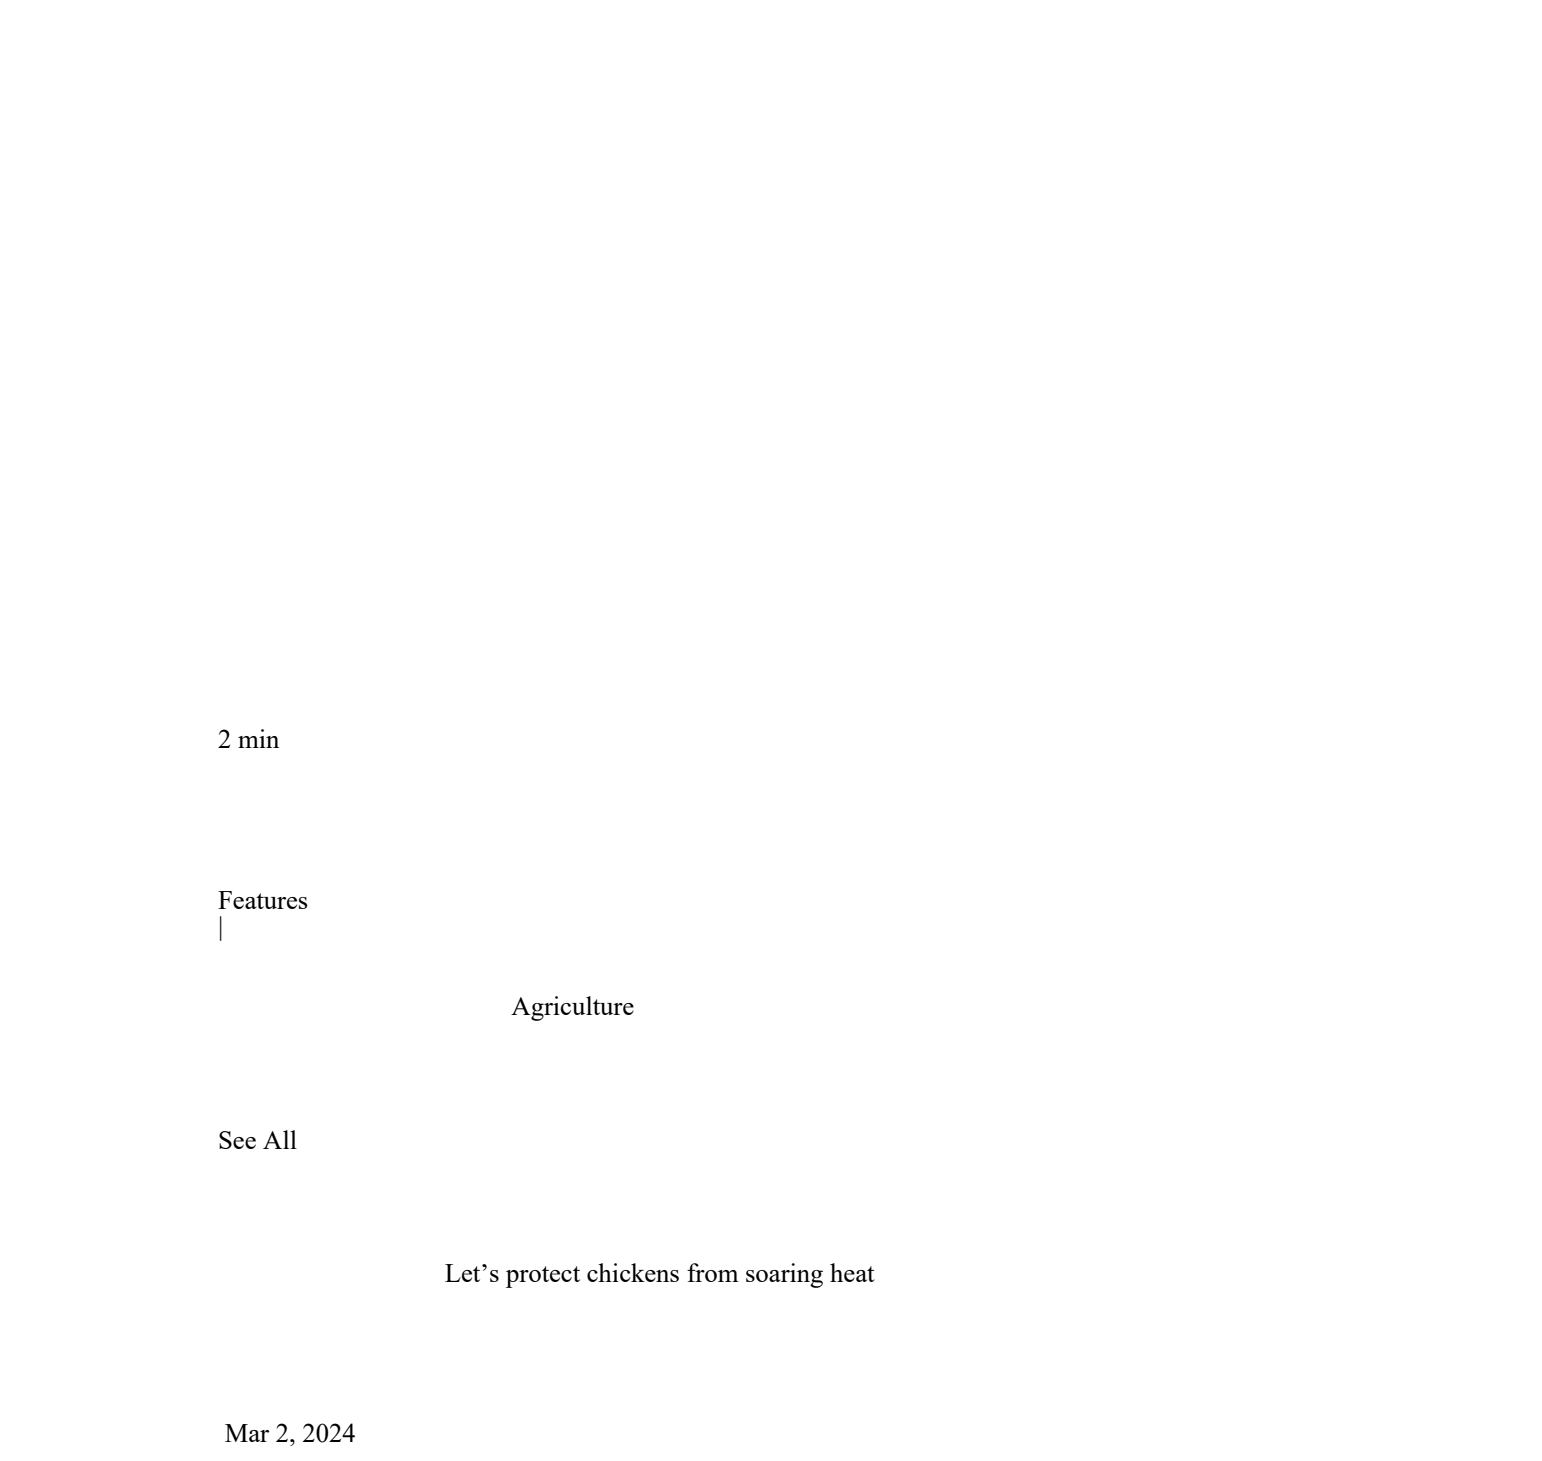 2 min
Features
|
Agriculture
See All
Let’s protect chickens from soaring heat
Mar 2, 2024